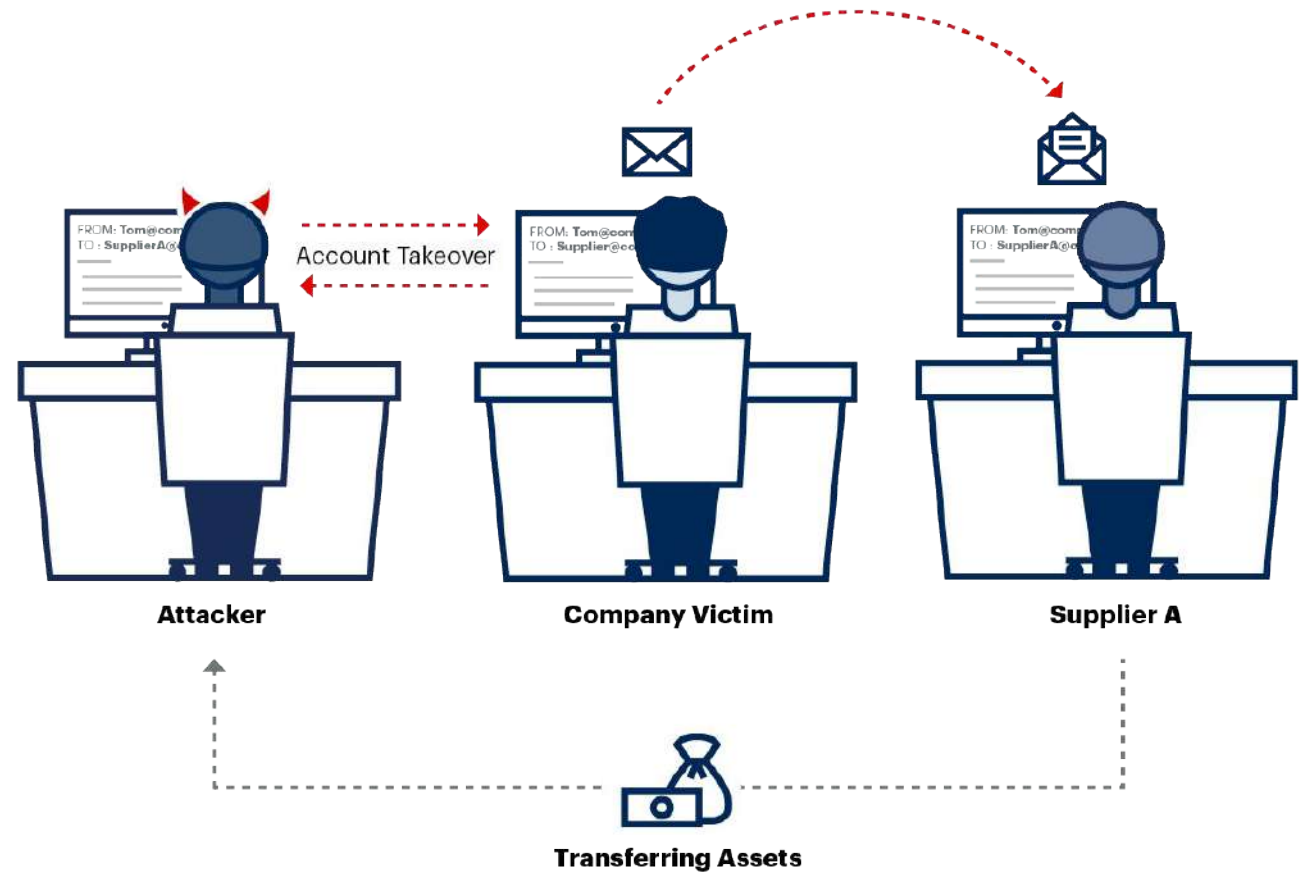 FROM: Tom@com
TO : SupplierA@c
Account Takeover
FROM: Tom@com
TO : Supplier@co
FROM: Tom@com
TO : SupplierA@c
Attacker
Company Victim
Supplier A
Transferring Assets